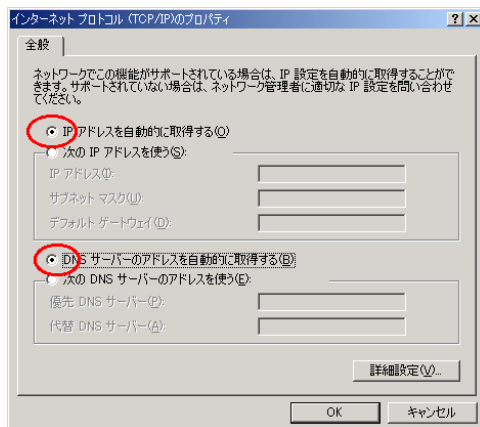 インターネット プロトコル (TCP/IP)のプロパティ
全般
ネットワークでこの機能がサポートされている場合は、IP 設定を自動的に取得することがで
きます。サポートされていない場合は、ネットワーク管理者に適切な IP 設定を問い合わせ
てください。
IP アドレスを自動的に取得する(O)
次の IP アドレスを使う(S):
IP アドレス(I):
サブネット マスク(U):
デフォルト ゲートウェイ(D):
DNS サーバーのアドレスを自動的に取得する(B)
次の DNS サーバーのアドレスを使う(E):
優先 DNS サーバー(P):
代替 DNS サーバー(A):
詳細設定(V)...
OK
キャンセル